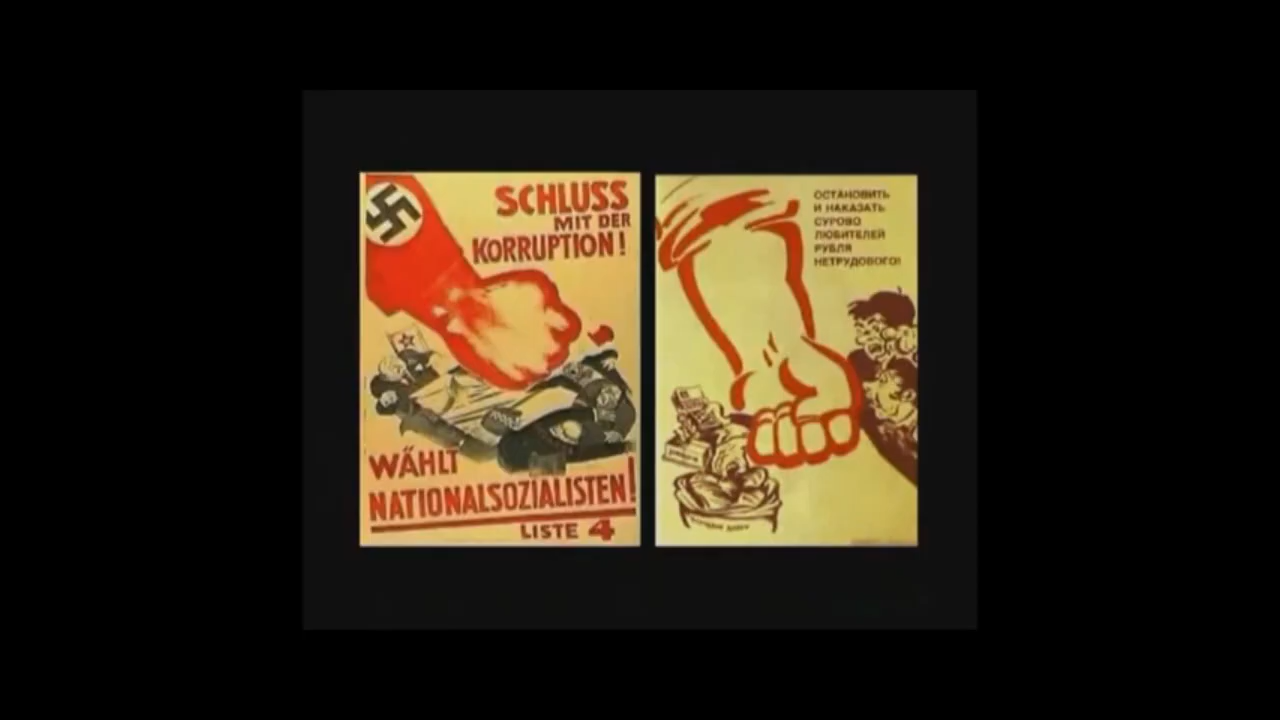 SCHLUSS
MIT DER
KORRUPTION!
WÄHLT
NATIONALSOZIALISTEN!
LISTE 4
ОСТАНОВИТЬ
И НАКАЗАТЬ
СУРОВО
ЛЮБИТЕЛЕЙ
РУБЛЯ
НЕТРУДОВОГО!